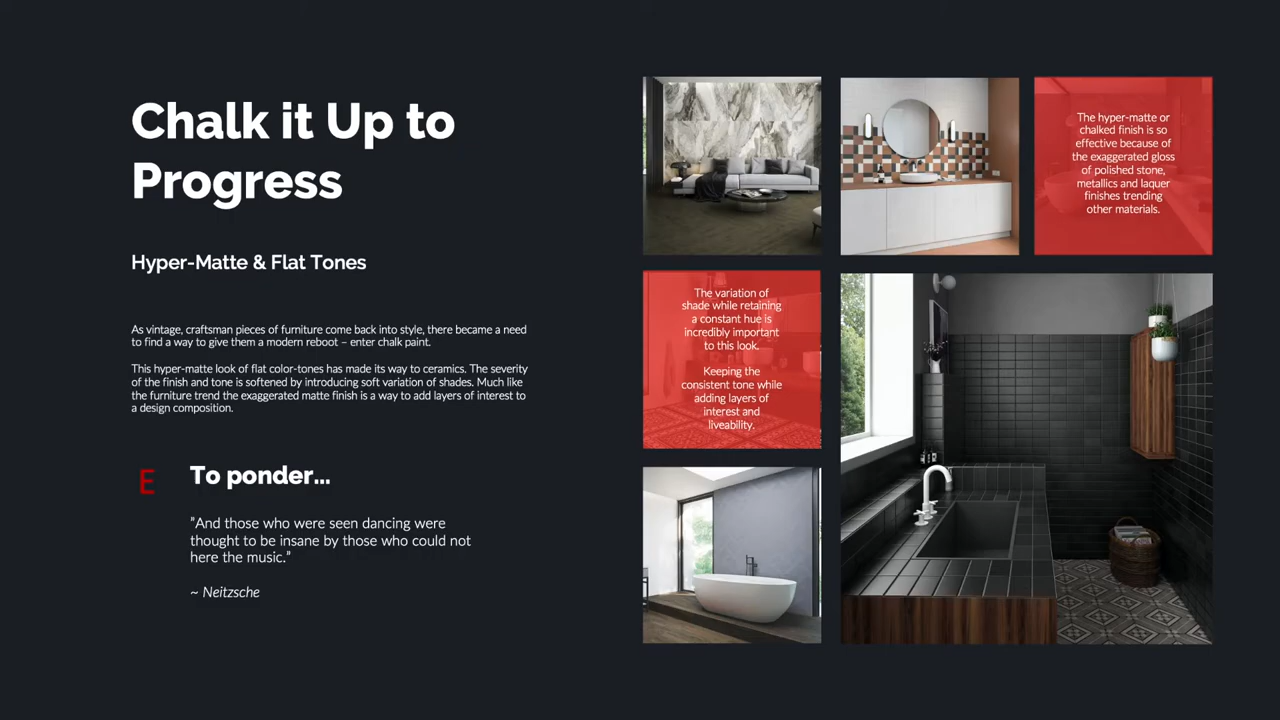 Chalk it Up to
Progress
Hyper-Matte & Flat Tones
As vintage, craftsman pieces of furniture come back into style, there became a need
to find a way to give them a modern reboot – enter chalk paint.
This hyper-matte look of flat color-tones has made its way to ceramics. The severity
of the finish and tone is softened by introducing soft variation of shades. Much like
the furniture trend the exaggerated matte finish is a way to add layers of interest to
a design composition.
E
To ponder...
”And those who were seen dancing were
thought to be insane by those who could not
here the music.”
~ Neitzsche
The hyper-matte or
chalked finish is so
effective because of
the exaggerated gloss
of polished stone,
metallics and laquer
finishes trending
other materials.
The variation of
shade while retaining
a constant hue is
incredibly important
to this look.
Keeping the
consistent tone while
adding layers of
interest and
liveability.